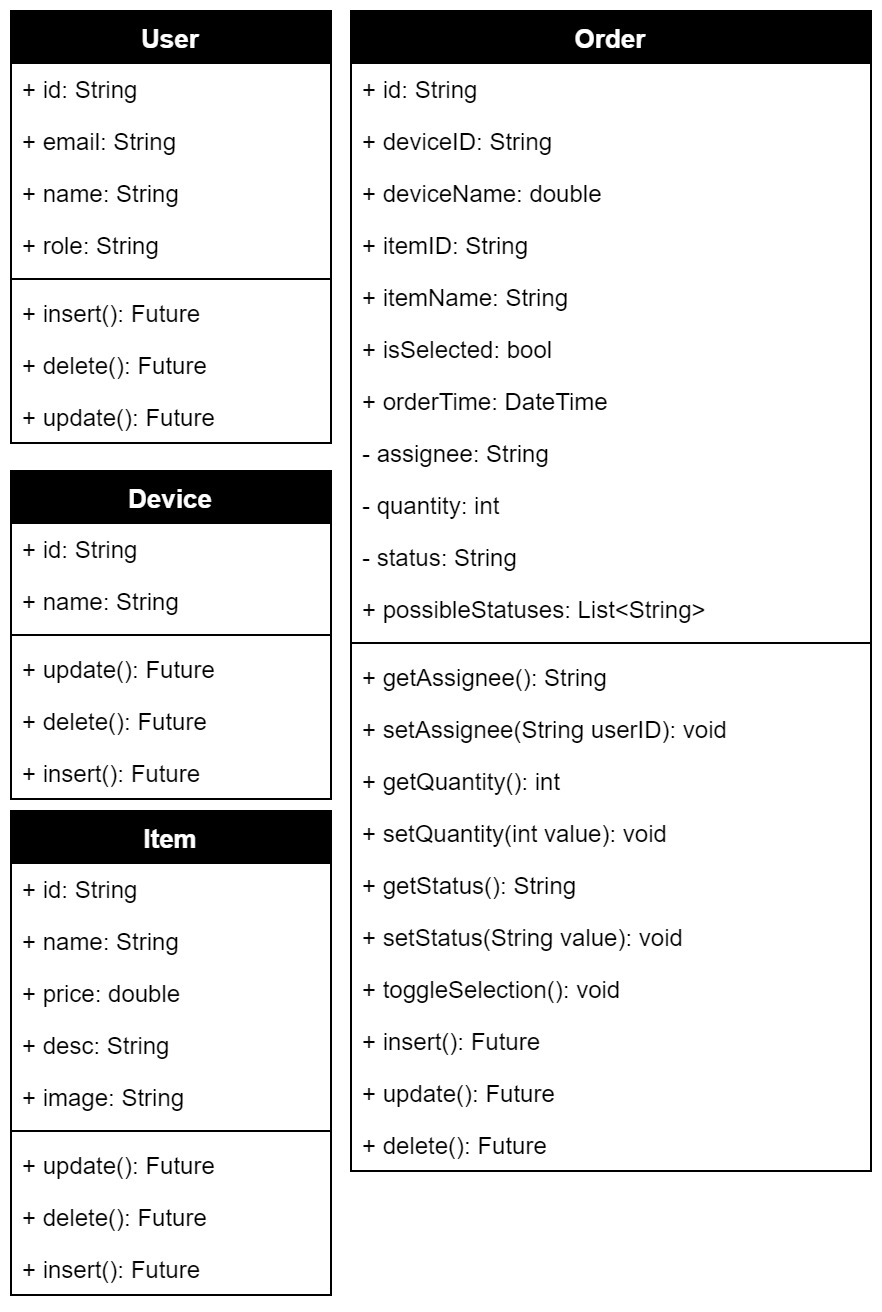 User
+ id: String
+ email: String
+ name: String
+ role: String
+ insert(): Future
+ delete(): Future
+ update(): Future
Device
+ id: String
+ name: String
+ update(): Future
+ delete(): Future
+ insert(): Future
Item
+ id: String
+ name: String
+ price: double
+ desc: String
+ image: String
+ update(): Future
+ delete(): Future
+ insert(): Future
Order
+ id: String
+ deviceID: String
+ deviceName: double
+ itemID: String
+ itemName: String
+ isSelected: bool
+ orderTime: DateTime
- assignee: String
- quantity: int
- status: String
+ possibleStatuses: List<String>
+ getAssignee(): String
+ setAssignee(String userID): void
+ getQuantity(): int
+ setQuantity(int value): void
+ getStatus(): String
+ setStatus(String value): void
+ toggleSelection(): void
+ insert(): Future
+ update(): Future
+ delete(): Future